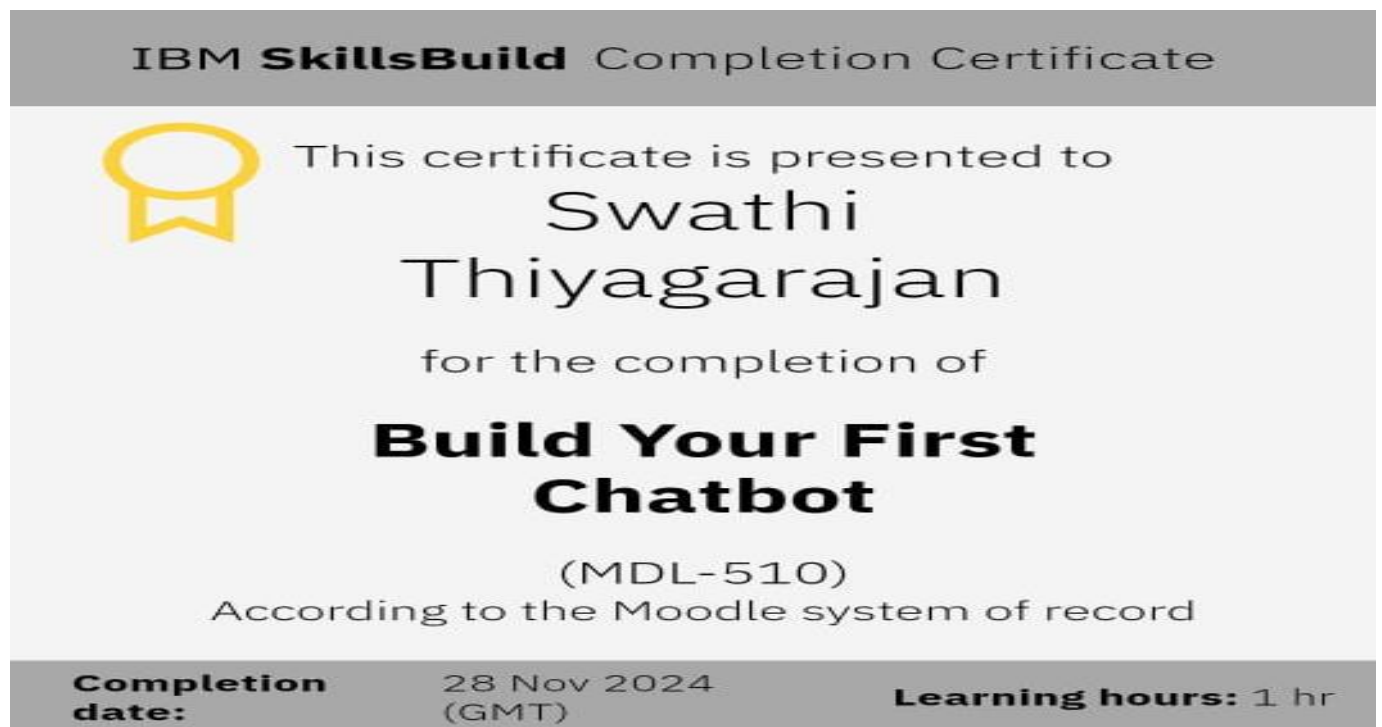 IBM SkillsBuild Completion Certificate
This certificate is presented to
Swathi
Thiyagarajan
for the completion of
Build Your First
Chatbot
(MDL-510)
According to the Moodle system of record
Completion
date:
28 Nov 2024
(GMT)
Learning hours: 1 hr